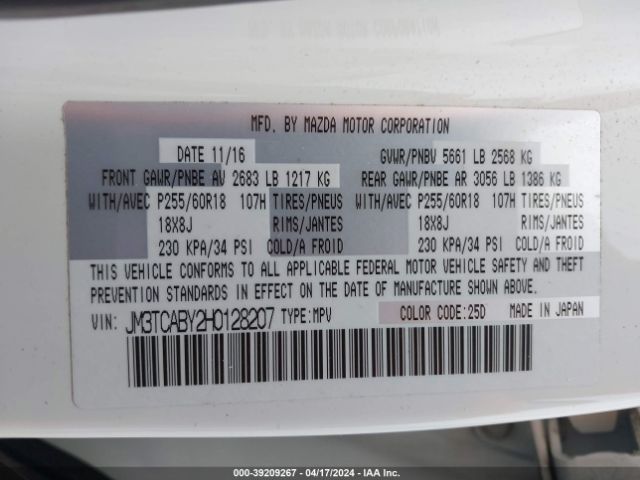 MFD. BY MAZDA MOTOR CORPORATION
DATE 11/16 GVWR/PNBV 5661 LB 2568 KG
FRONT GAWR/PNBE AV 2683 LB 1217 KG REAR GAWR/PNBE AR 3056 LB 1386 KG
WITH/AVEC P255/60R18 107H TIRES/PNEUS WITH/AVEC P255/60R18 107H TIRES/PNEUS
18X8J RIMS/JANTES 18X8J RIMS/JANTES
230 KPA/34 PSI COLD/A FROID 230 KPA/34 PSI COLD/A FROID
THIS VEHICLE CONFORMS TO ALL APPLICABLE FEDERAL MOTOR VEHICLE SAFETY AND THEFT
PREVENTION STANDARDS IN EFFECT ON THE DATE OF MANUFACTURE SHOWN ABOVE.
VIN: JM3TCABY2H0128207 TYPE:MPV COLOR CODE:25D MADE IN JAPAN
000-39209267 - 04/17/2024 - IAA Inc.